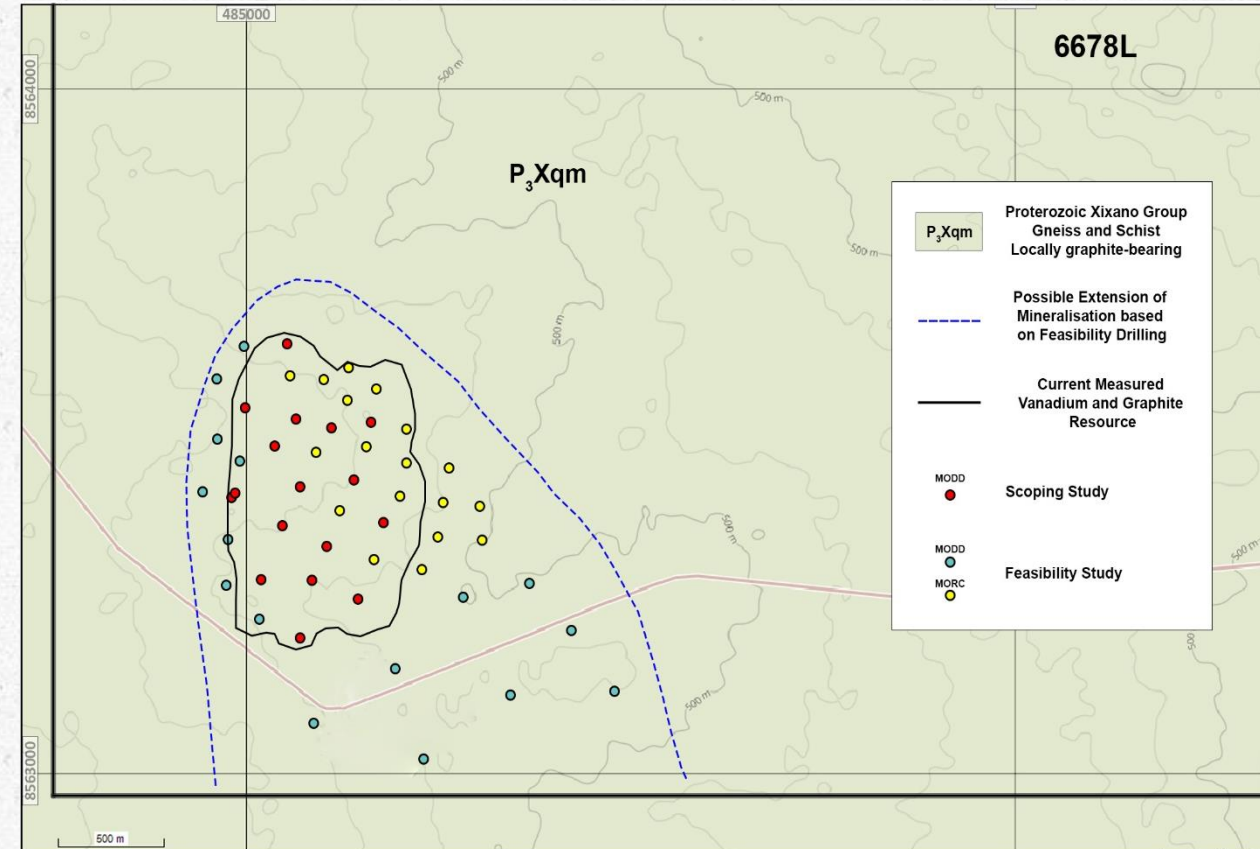 485000
6678L
8564000
500 m
500 m
P₃Xqm
500 m
500 m
P₃Xqm
Proterozoic Xixano Group
Gneiss and Schist
Locally graphite-bearing
Possible Extension of
Mineralisation based
on Feasibility Drilling
Current Measured
Vanadium and Graphite
Resource
MODD
Scoping Study
MODD
MORC
Feasibility Study
500 m
500 m
500 m
500 m
8563000
500 m